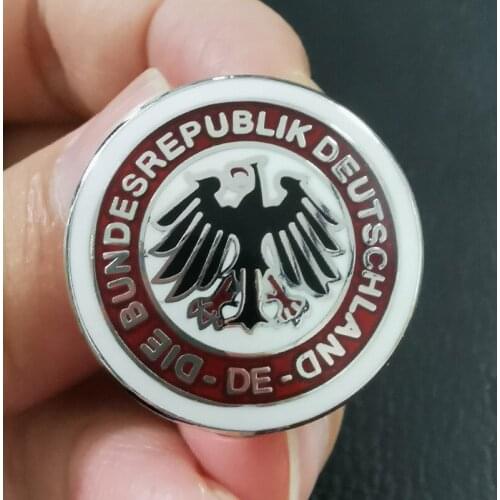 DIE BUNDESREPUBLIK DEUTSCHLAND
- DE -